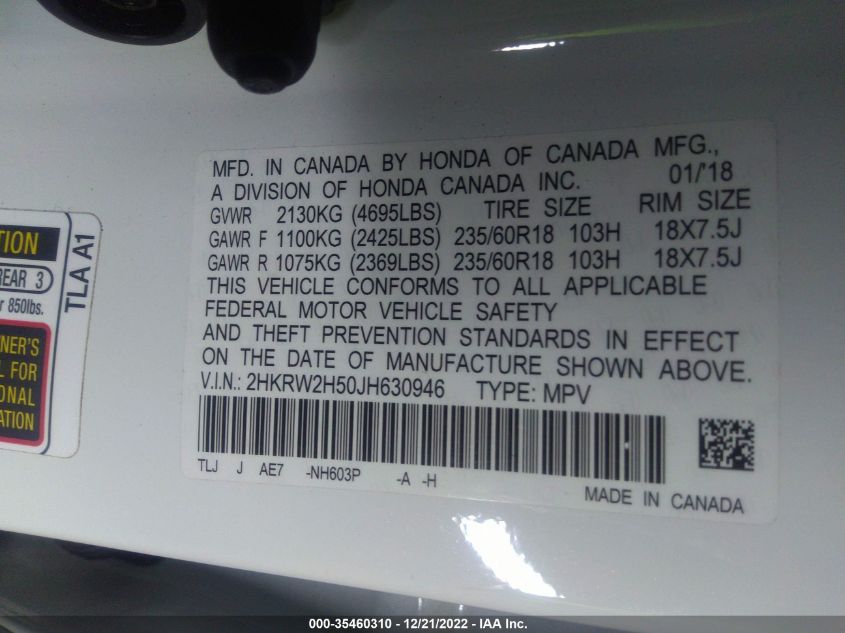 MFD. IN CANADA BY HONDA OF CANADA MFG.,
A DIVISION OF HONDA CANADA INC. 01/'18
GVWR 2130KG (4695LBS) TIRE SIZE RIM SIZE
GAWR F 1100KG (2425LBS) 235/60R18 103H 18X7.5J
GAWR R 1075KG (2369LBS) 235/60R18 103H 18X7.5J
THIS VEHICLE CONFORMS TO ALL APPLICABLE
FEDERAL MOTOR VEHICLE SAFETY
AND THEFT PREVENTION STANDARDS IN EFFECT
ON THE DATE OF MANUFACTURE SHOWN ABOVE.
V.I.N.: 2HKRW2H50JH630946 TYPE: MPV
TLJ J AE7 -NH603P -A -H
MADE IN CANADA
TION
REAR 3
r 850lbs.
NER'S
L FOR
ONAL
ATION
TLA A1
000-35460310 - 12/21/2022 - IAA Inc.